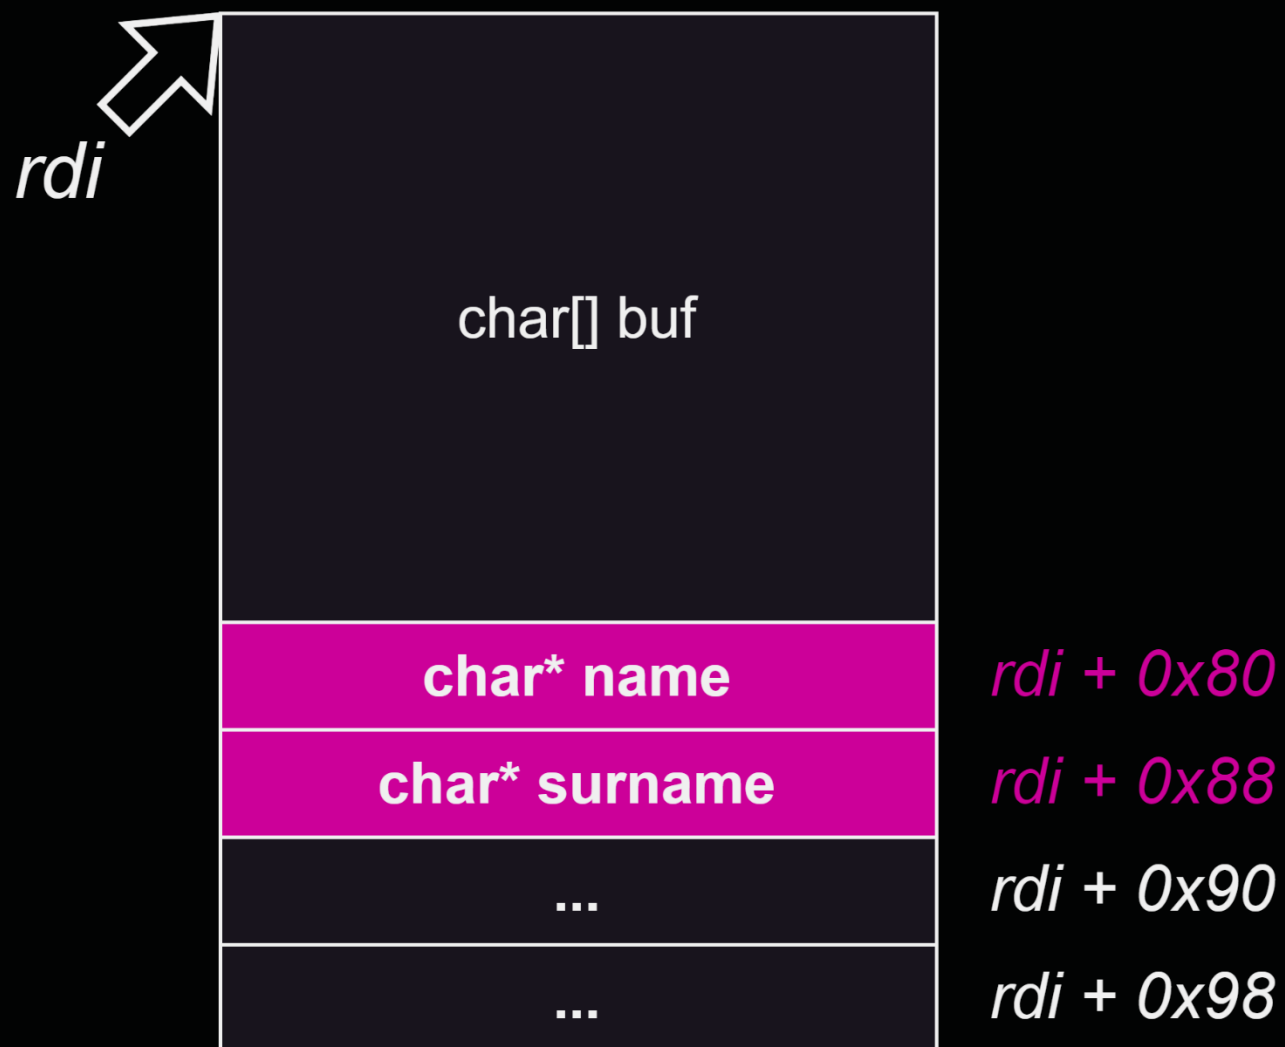 rdi
char[] buf
char* name rdi + 0x80
char* surname rdi + 0x88
... rdi + 0x90
... rdi + 0x98